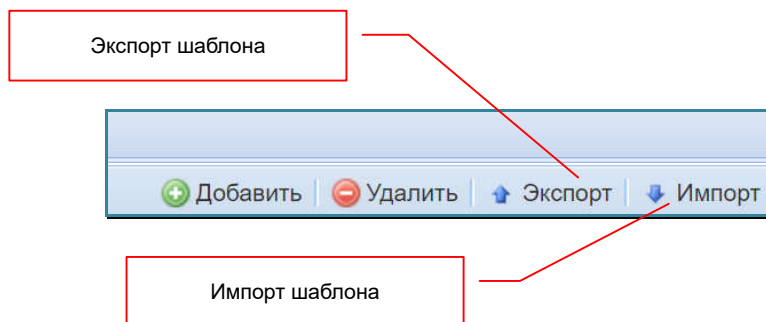 Экспорт шаблона
Добавить Удалить Экспорт Импорт
Импорт шаблона